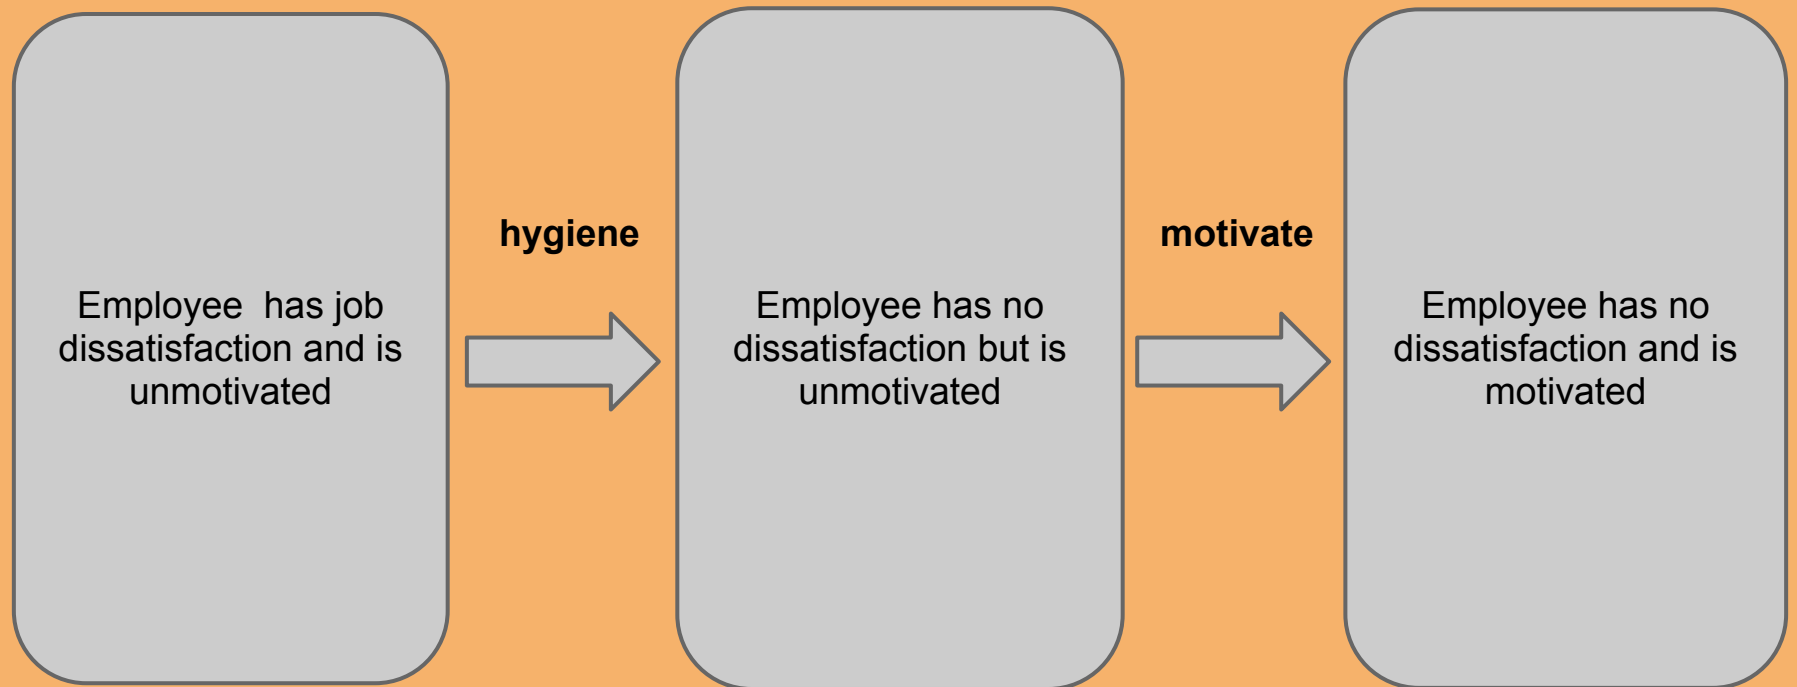 Employee  has job
dissatisfaction and is
unmotivated
hygiene
Employee has no
dissatisfaction but is
unmotivated
motivate
Employee has no
dissatisfaction and is
motivated